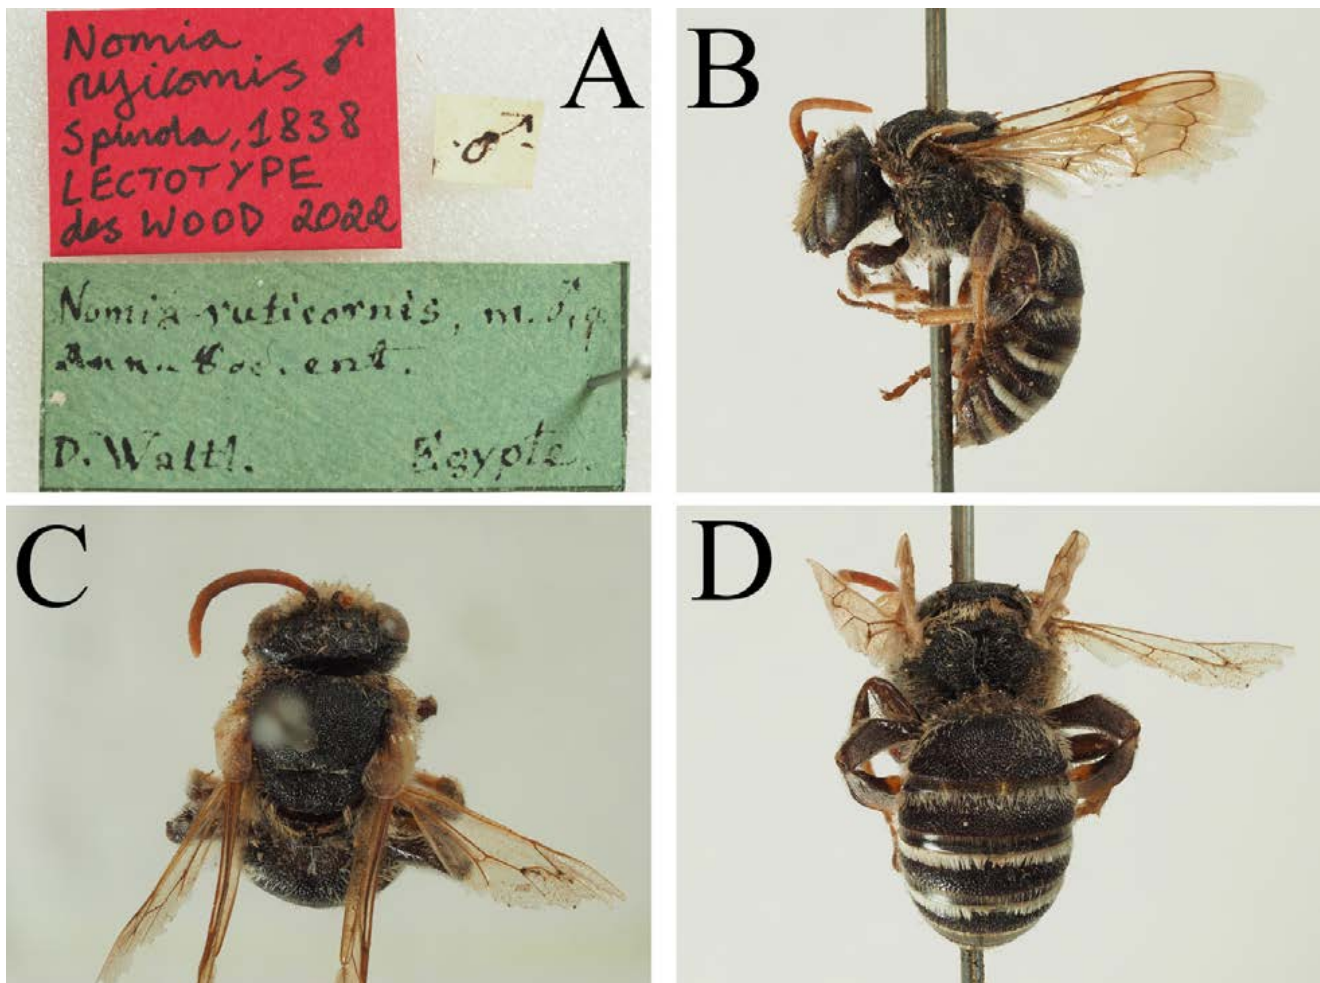 A
Nomia
ruficornis ♂
Spinola, 1838
LECTOTYPE
des WOOD 2022
♂
Nomia ruficornis, m. ♂, ♀
Ann. Soc. ent.
D. Waltl. Egypte.
B
C
D